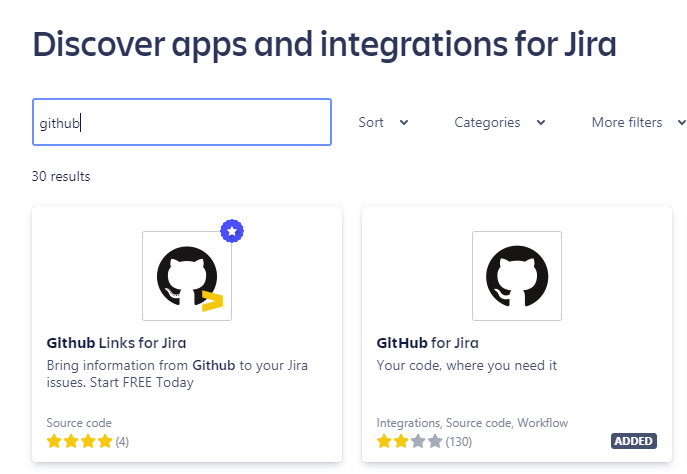 Discover apps and integrations for Jira
github
Sort
Categories
More filters
30 results
Github Links for Jira
Bring information from Github to your Jira
issues. Start FREE Today
Source code
(4)
GitHub for Jira
Your code, where you need it
Integrations, Source code, Workflow
(130)
ADDED